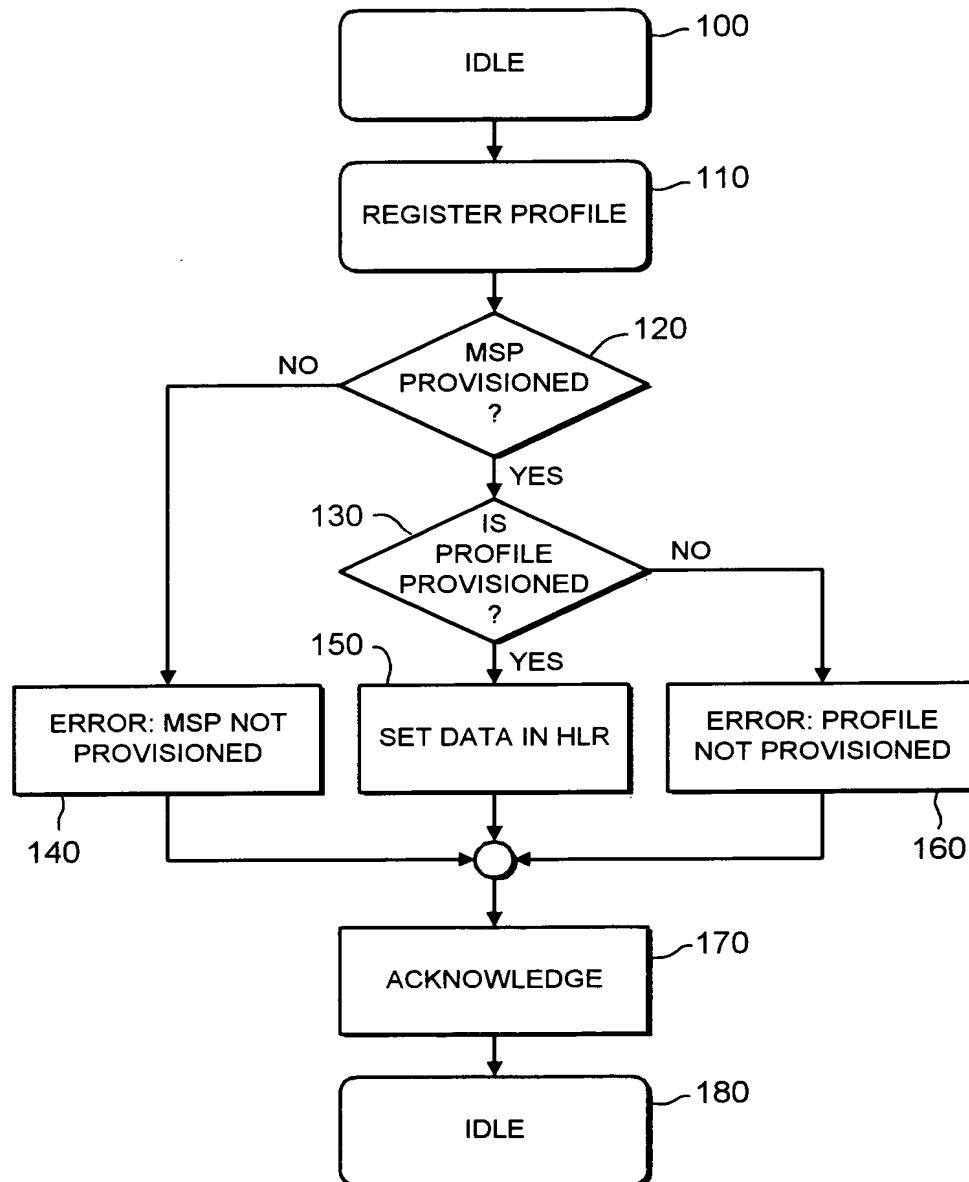 100
IDLE
110
REGISTER PROFILE
120
MSP
PROVISIONED
?
NO
YES
130
IS
PROFILE
PROVISIONED
?
NO
YES
150
ERROR: MSP NOT
PROVISIONED
SET DATA IN HLR
ERROR: PROFILE
NOT PROVISIONED
140
160
170
ACKNOWLEDGE
180
IDLE